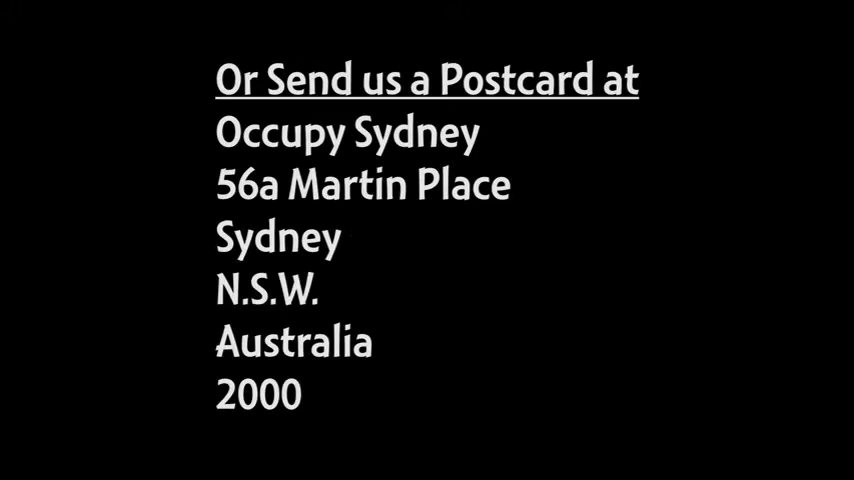 Or Send us a Postcard at
Occupy Sydney
56a Martin Place
Sydney
N.S.W.
Australia
2000